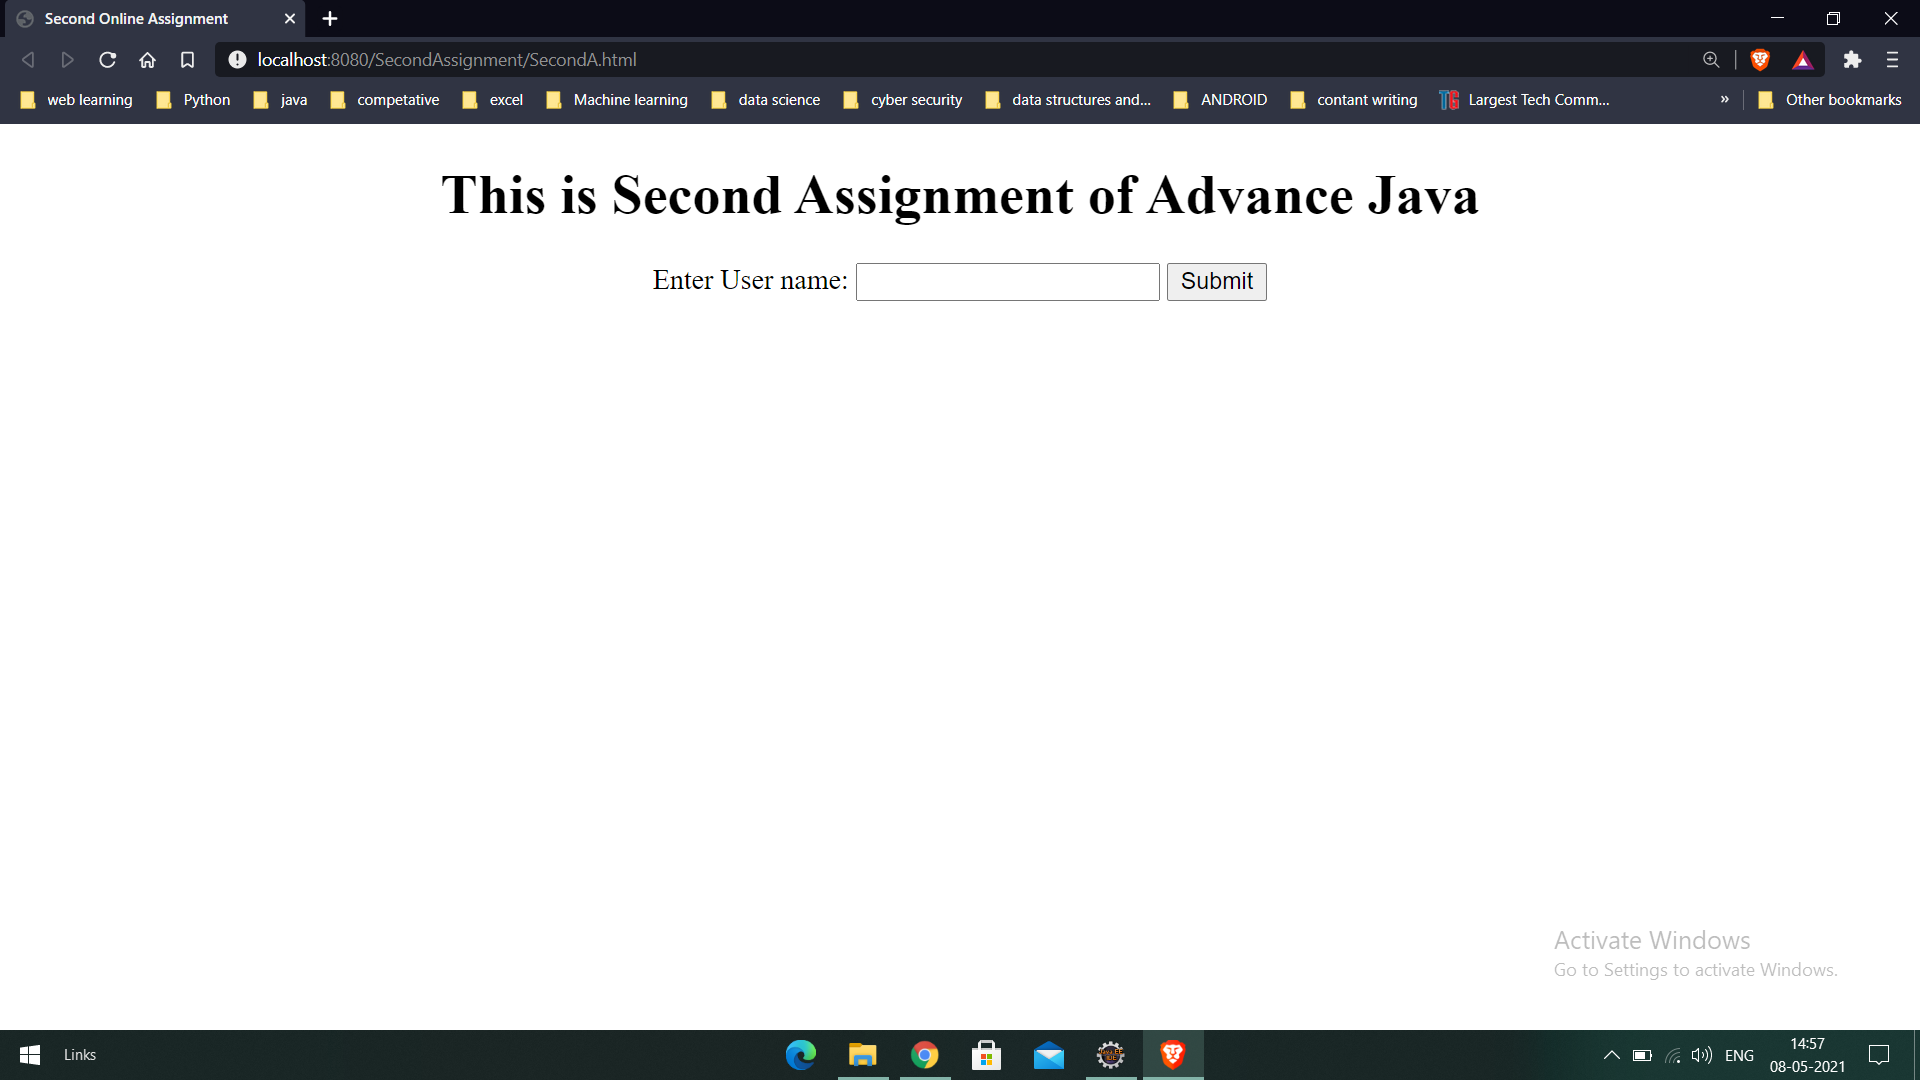 Second Online Assignment
localhost:8080/SecondAssignment/SecondA.html
web learning Python java competative excel Machine learning data science cyber security data structures and... ANDROID contant writing TG Largest Tech Comm... » Other bookmarks
This is Second Assignment of Advance Java
Enter User name: Submit
Activate Windows
Go to Settings to activate Windows.
Links ENG 14:57
08-05-2021